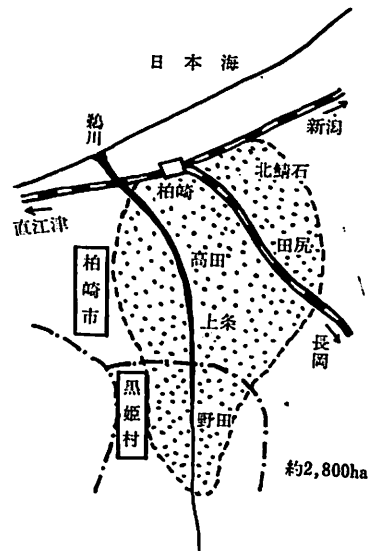 日本海
鵜川
新潟
北鯖石
柏崎
直江津
田尻
高田
柏崎市
上条
長岡
黒姫村
野田
約2,800ha